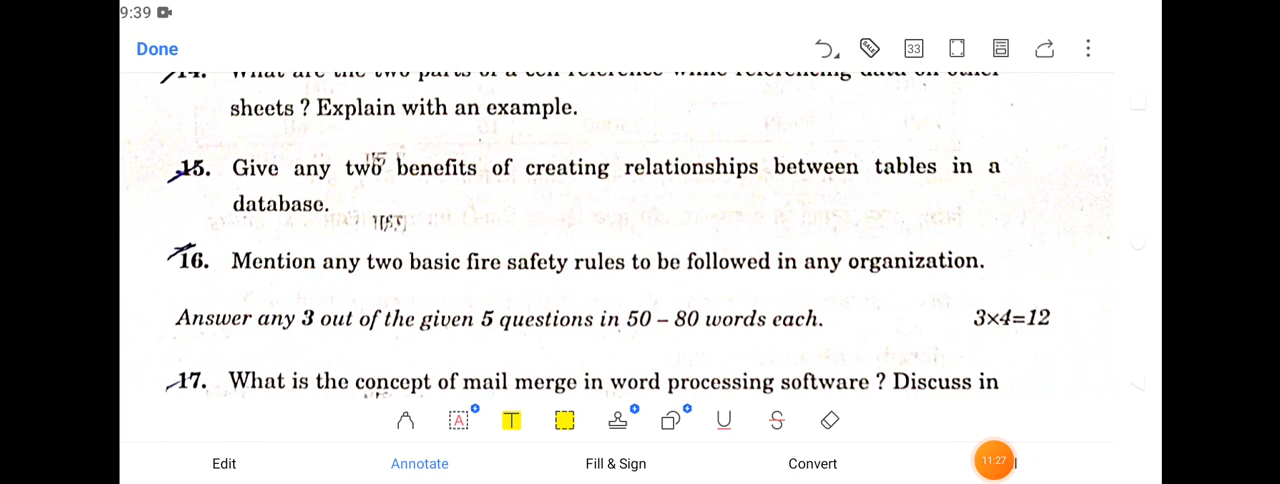 9:39
Done
33
sheets ? Explain with an example.
15. Give any two benefits of creating relationships between tables in a
database.
16. Mention any two basic fire safety rules to be followed in any organization.
Answer any 3 out of the given 5 questions in 50 – 80 words each. 3×4=12
17. What is the concept of mail merge in word processing software ? Discuss in
A T U S
Edit Annotate Fill & Sign Convert
11:27